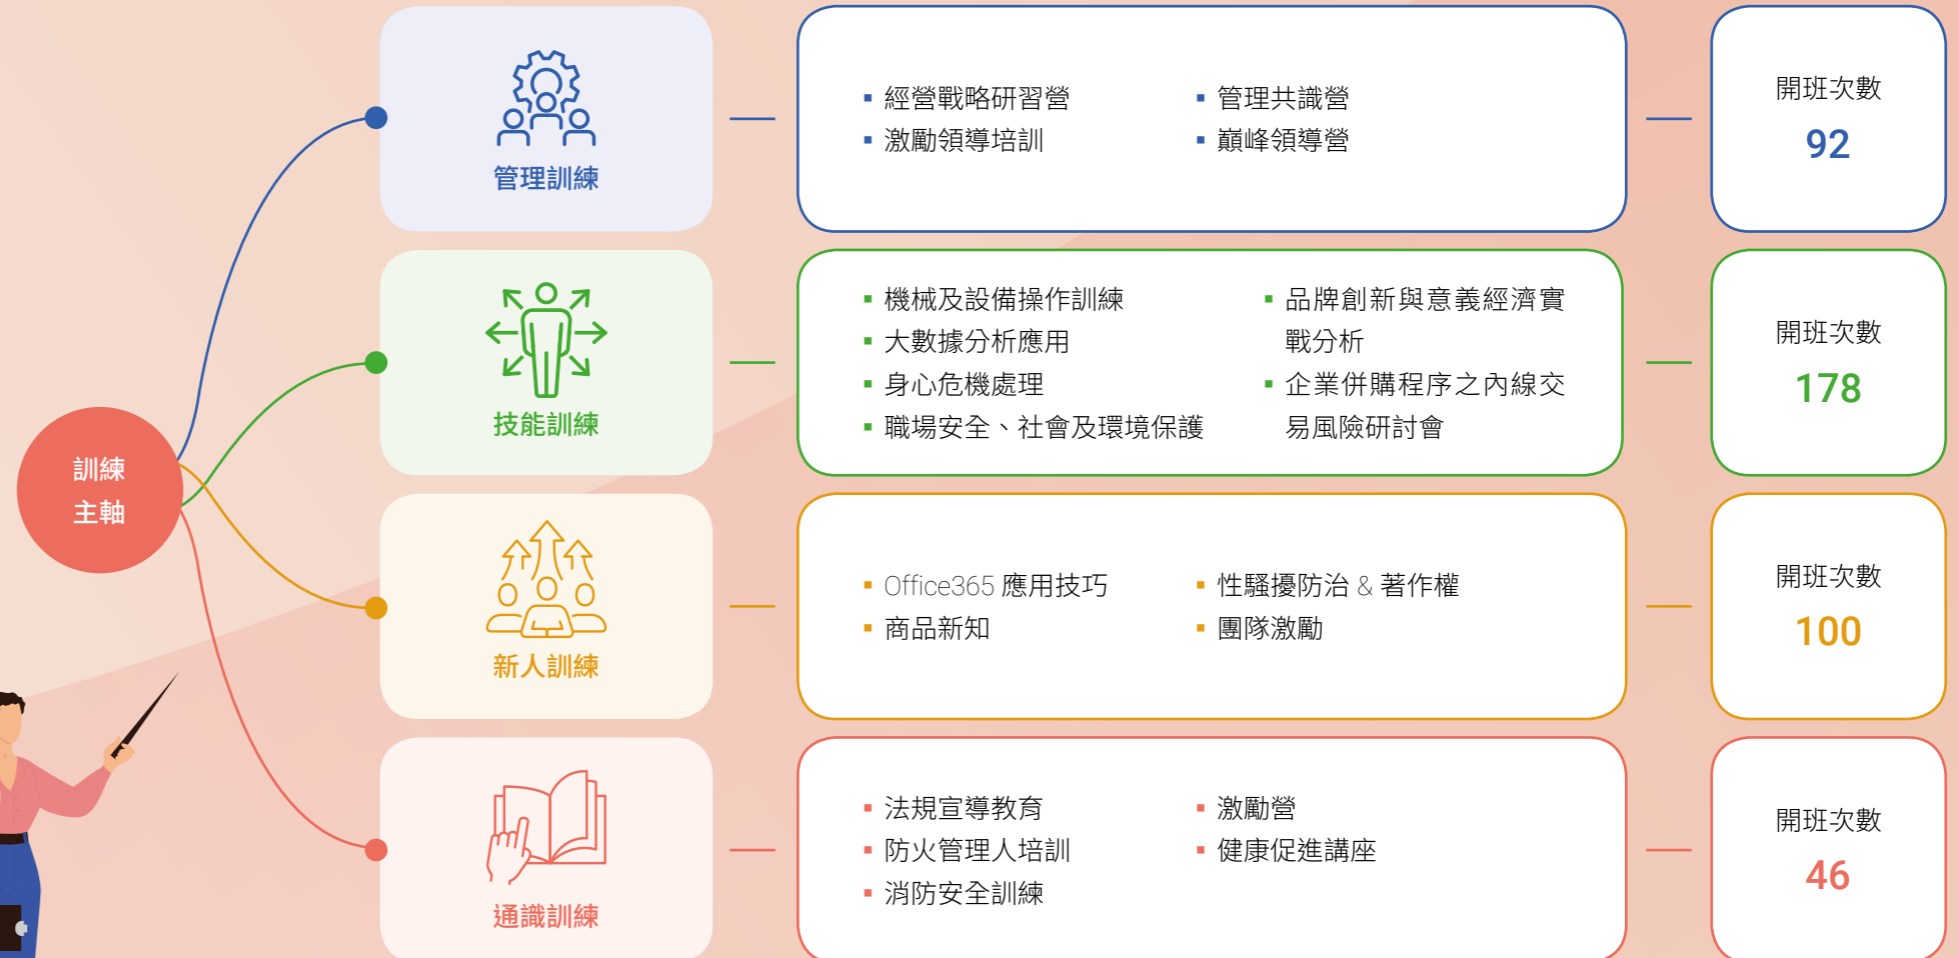 訓練
主軸
管理訓練
▪ 經營戰略研習營
▪ 激勵領導培訓
▪ 管理共識營
▪ 巔峰領導營
開班次數
92
技能訓練
▪ 機械及設備操作訓練
▪ 大數據分析應用
▪ 身心危機處理
▪ 職場安全、社會及環境保護
▪ 品牌創新與意義經濟實
戰分析
▪ 企業併購程序之內線交
易風險研討會
開班次數
178
新人訓練
▪ Office365 應用技巧
▪ 商品新知
▪ 性騷擾防治 & 著作權
▪ 團隊激勵
開班次數
100
通識訓練
▪ 法規宣導教育
▪ 防火管理人培訓
▪ 消防安全訓練
▪ 激勵營
▪ 健康促進講座
開班次數
46